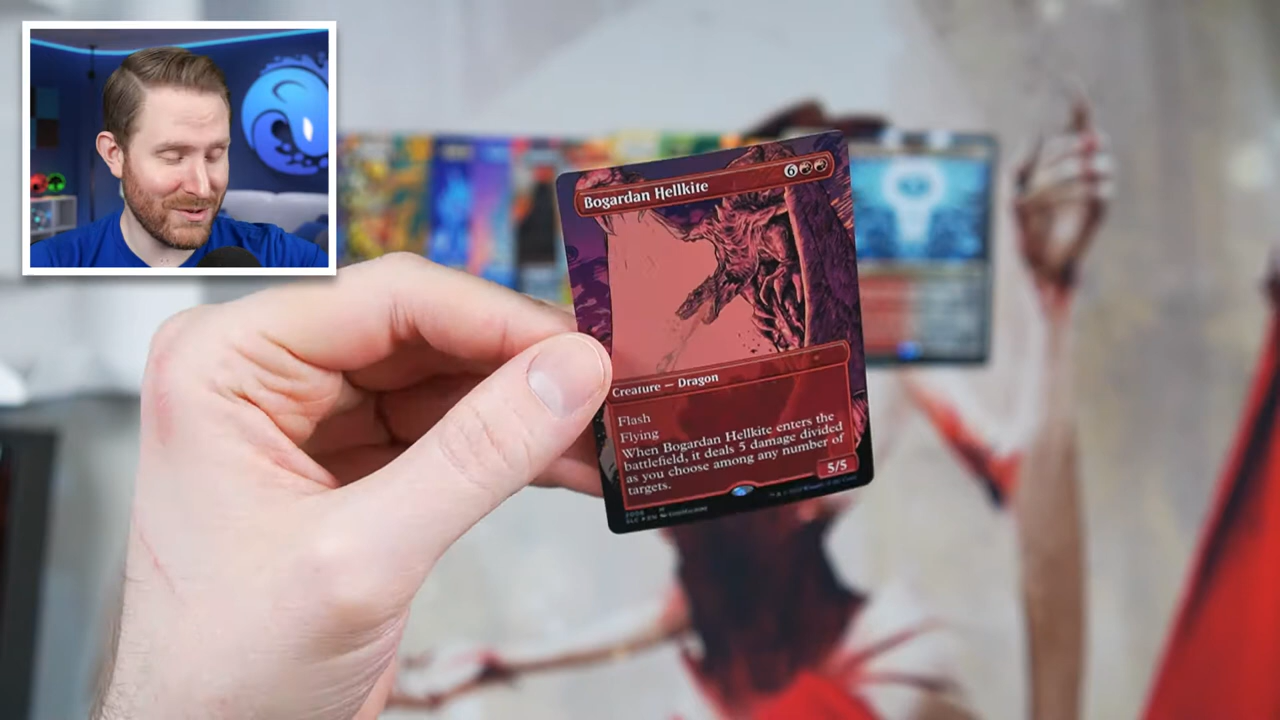 Bogardan Hellkite 6
Creature — Dragon
Flash
Flying
When Bogardan Hellkite enters the
battlefield, it deals 5 damage divided
as you choose among any number of
targets.
5/5